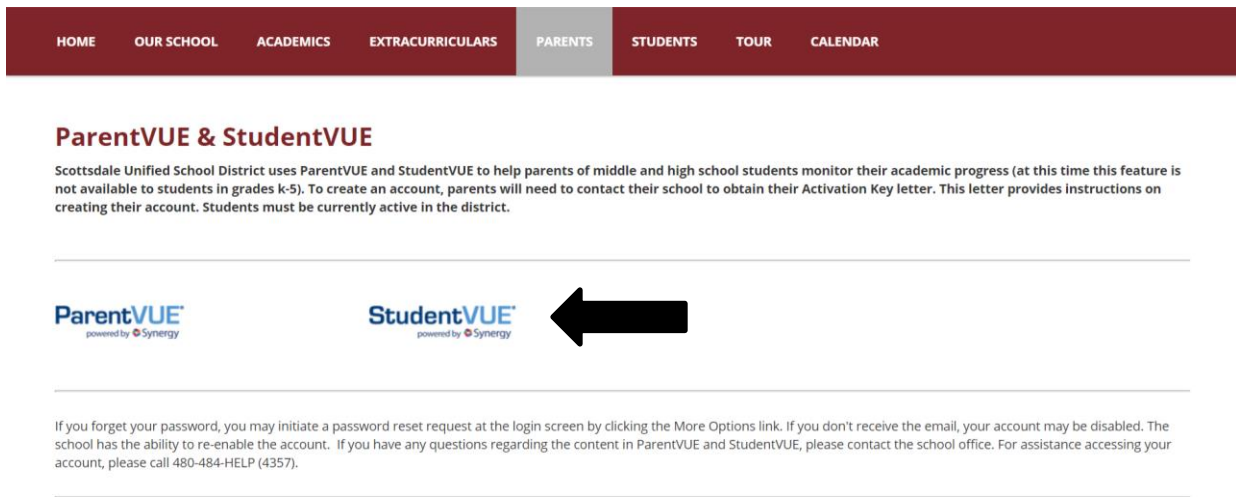 HOME OUR SCHOOL ACADEMICS EXTRACURRICULARS PARENTS STUDENTS TOUR CALENDAR
ParentVUE & StudentVUE
Scottsdale Unified School District uses ParentVUE and StudentVUE to help parents of middle and high school students monitor their academic progress (at this time this feature is
not available to students in grades k-5). To create an account, parents will need to contact their school to obtain their Activation Key letter. This letter provides instructions on
creating their account. Students must be currently active in the district.
ParentVUE StudentVUE
powered by Synergy powered by Synergy
If you forget your password, you may initiate a password reset request at the login screen by clicking the More Options link. If you don't receive the email, your account may be disabled. The
school has the ability to re-enable the account. If you have any questions regarding the content in ParentVUE and StudentVUE, please contact the school office. For assistance accessing your
account, please call 480-484-HELP (4357).